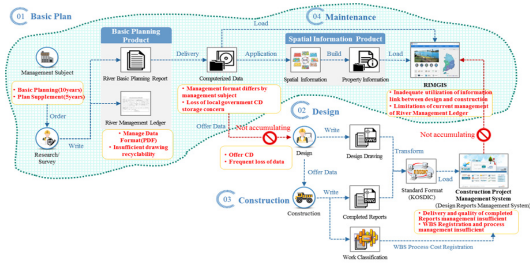 01 Basic Plan
04 Maintenance
Load
Basic Planning
Product
Spatial Information Product
Delivery
Application
Build
Load
Management Subject
River Basic Planning Report
Computerized Data
Spatial Information
Property Information
RIMGIS
• Basic Planning(10years)
• Plan Supplement(5years)
• Management format differs by
management subject
• Loss of local government CD
storage concern
• Inadequate utilization of information
link between design and construction
• Limitations of current management
of River Management Ledger
Order
River Management Ledger
Write
Research/
Survey
• Manage Data
Format(PDF)
• Insufficient drawing
recyclability
Offer Data
Not accumulating
02 Design
Write
Not accumulating
• Offer CD
• Frequent loss of data
Design
Design Drawing
Transform
Offer Data
03 Construction
Write
Standard Format
(KOSDIC)
Load
Construction Project
Management System
(Design Reports Management System)
Construction
Completed Reports
• Delivery and quality of completed
Reports management insufficient
• WBS Registration and process
management insufficient
Work Classification
WBS Process Cost Registration